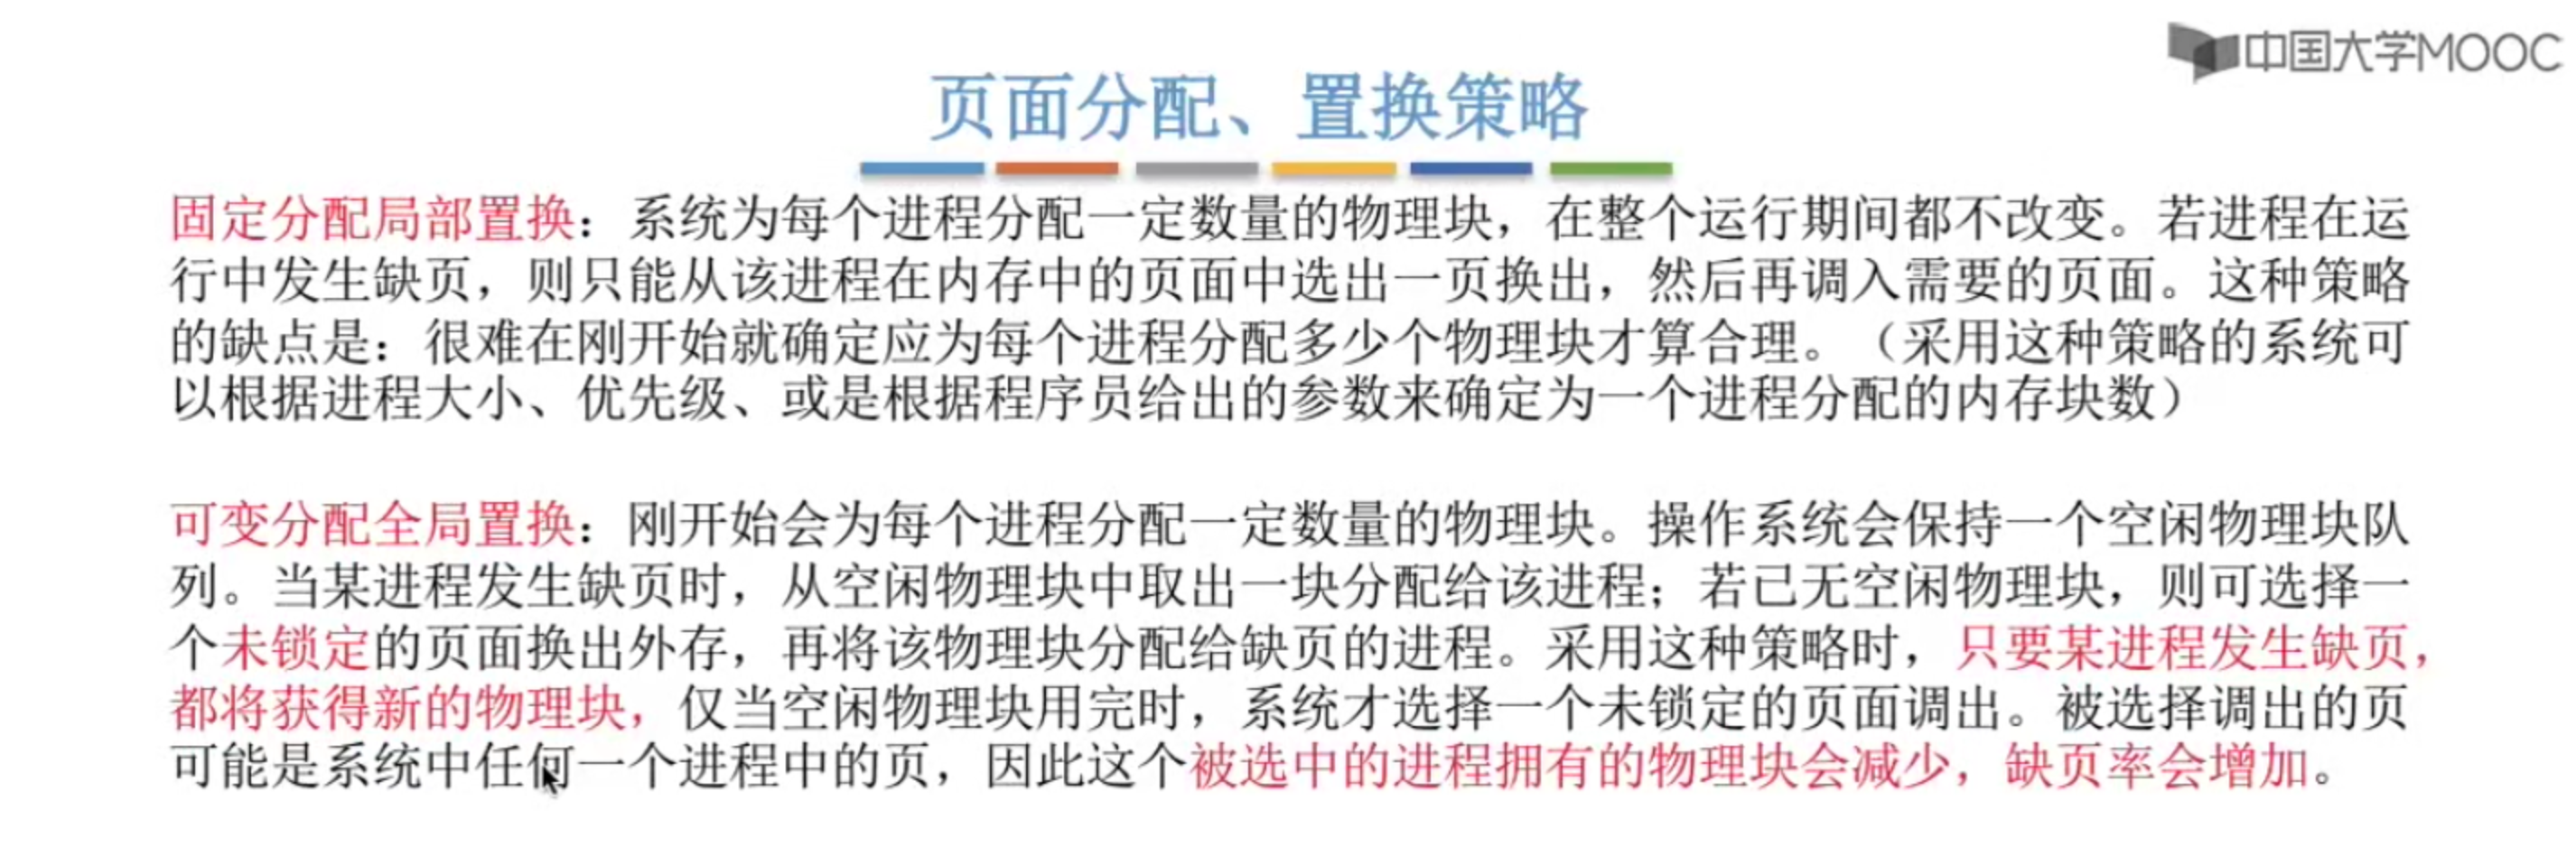 中国大学MOOC
页面分配、置换策略
固定分配局部置换：系统为每个进程分配一定数量的物理块，在整个运行期间都不改变。若进程在运
行中发生缺页，则只能从该进程在内存中的页面中选出一页换出，然后再调入需要的页面。这种策略
的缺点是：很难在刚开始就确定应为每个进程分配多少个物理块才算合理。（采用这种策略的系统可
以根据进程大小、优先级、或是根据程序员给出的参数来确定为一个进程分配的内存块数）
可变分配全局置换：刚开始会为每个进程分配一定数量的物理块。操作系统会保持一个空闲物理块队
列。当某进程发生缺页时，从空闲物理块中取出一块分配给该进程；若已无空闲物理块，则可选择一
个未锁定的页面换出外存，再将该物理块分配给缺页的进程。采用这种策略时，只要某进程发生缺页，
都将获得新的物理块，仅当空闲物理块用完时，系统才选择一个未锁定的页面调出。被选择调出的页
可能是系统中任何一个进程中的页，因此这个被选中的进程拥有的物理块会减少，缺页率会增加。